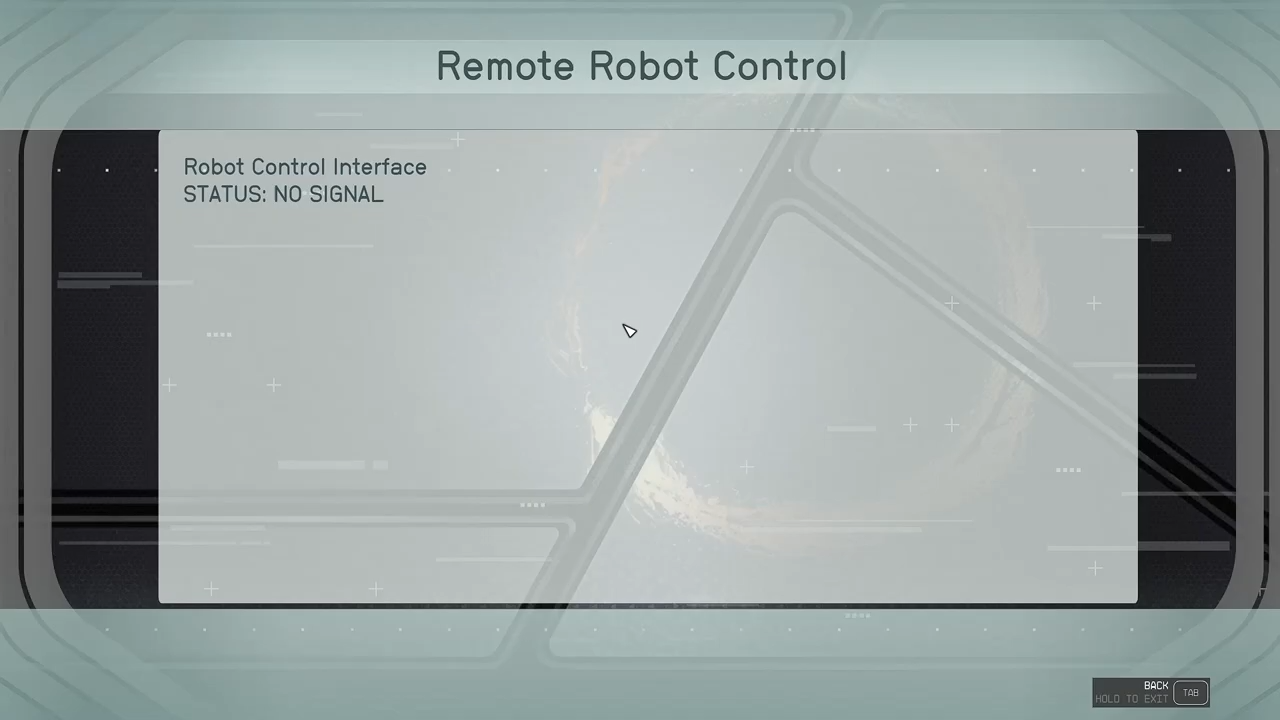 Remote Robot Control
Robot Control Interface
STATUS: NO SIGNAL
BACK
HOLD TO EXIT
TAB